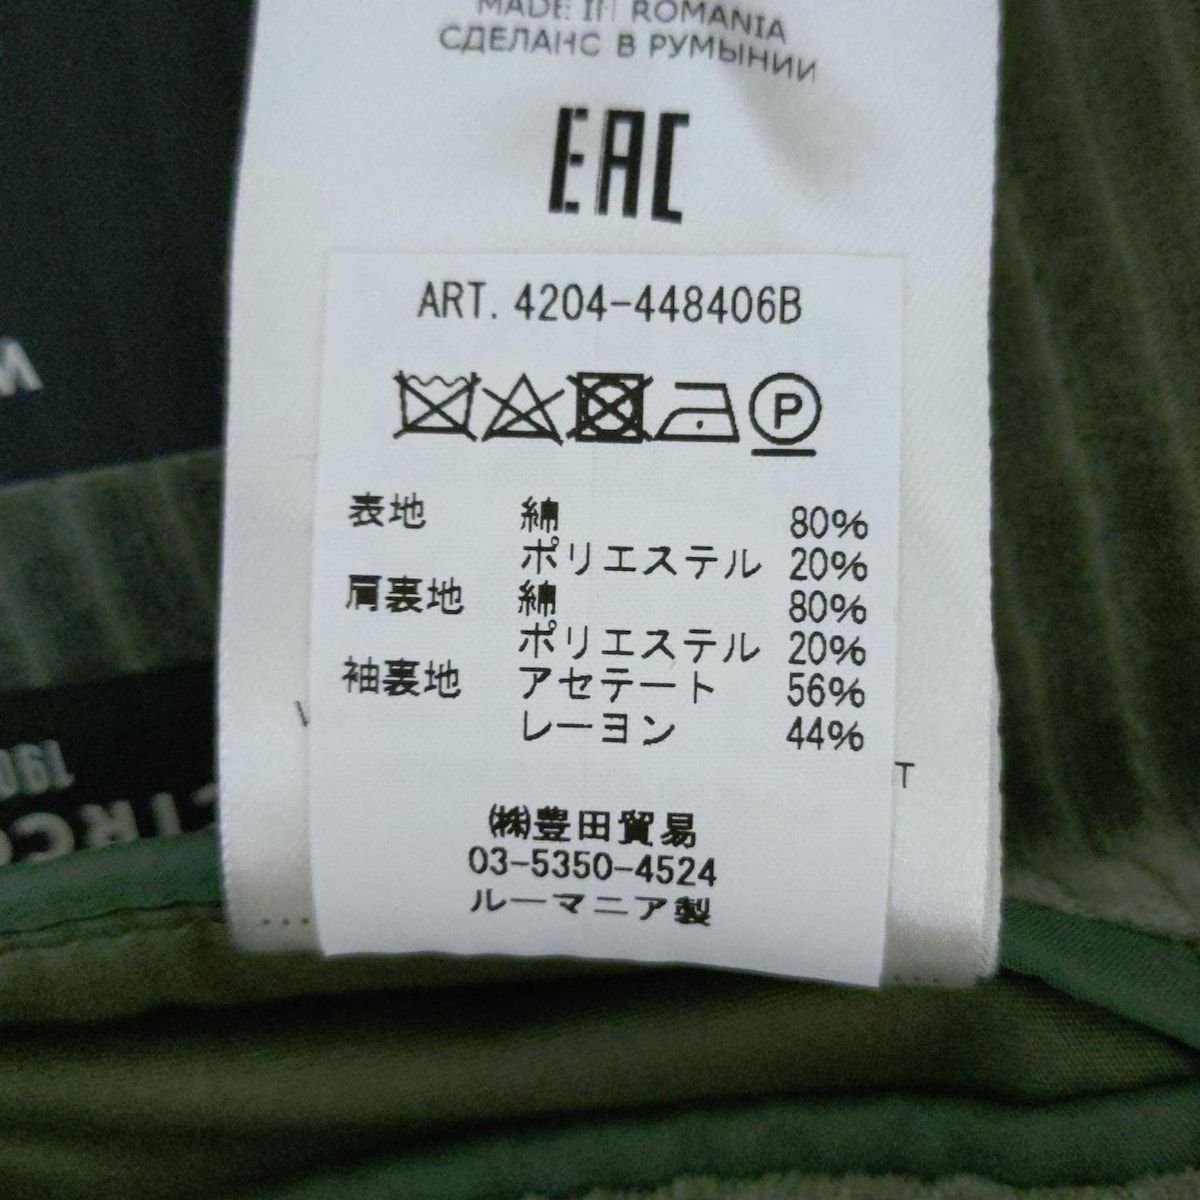 MADE IN ROMANIA
СДЕЛАНО В РУМЫНИИ
EAC
ART. 4204-448406B
P
表地 綿 80%
ポリエステル 20%
肩裏地 綿 80%
ポリエステル 20%
袖裏地 アセテート 56%
レーヨン 44%
T
㈱豊田貿易
03-5350-4524
ルーマニア製